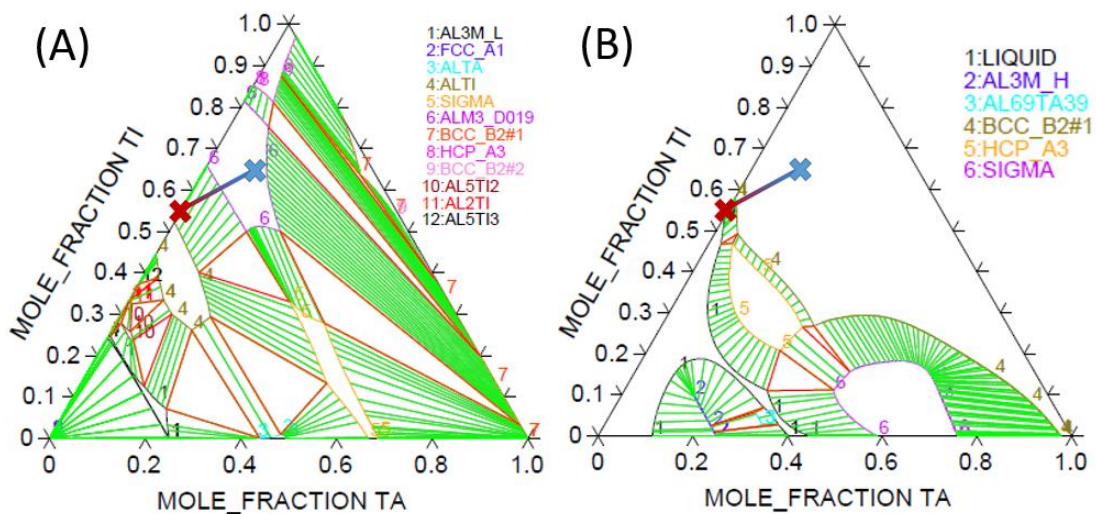 (A)
1:AL3M_L
2:FCC_A1
3:ALTA
4:ALTI
5:SIGMA
6:ALM3_D019
7:BCC_B2#1
8:HCP_A3
9:BCC_B2#2
10:AL5TI2
11:AL2TI
12:AL5TI3
MOLE_FRACTION TI
1.0
0.9
0.8
0.7
0.6
0.5
0.4
0.3
0.2
0.1
0
0 0.2 0.4 0.6 0.8 1.0
MOLE_FRACTION TA
(B)
1:LIQUID
2:AL3M_H
3:AL69TA39
4:BCC_B2#1
5:HCP_A3
6:SIGMA
MOLE_FRACTION TI
1.0
0.9
0.8
0.7
0.6
0.5
0.4
0.3
0.2
0.1
0
0 0.2 0.4 0.6 0.8 1.0
MOLE_FRACTION TA